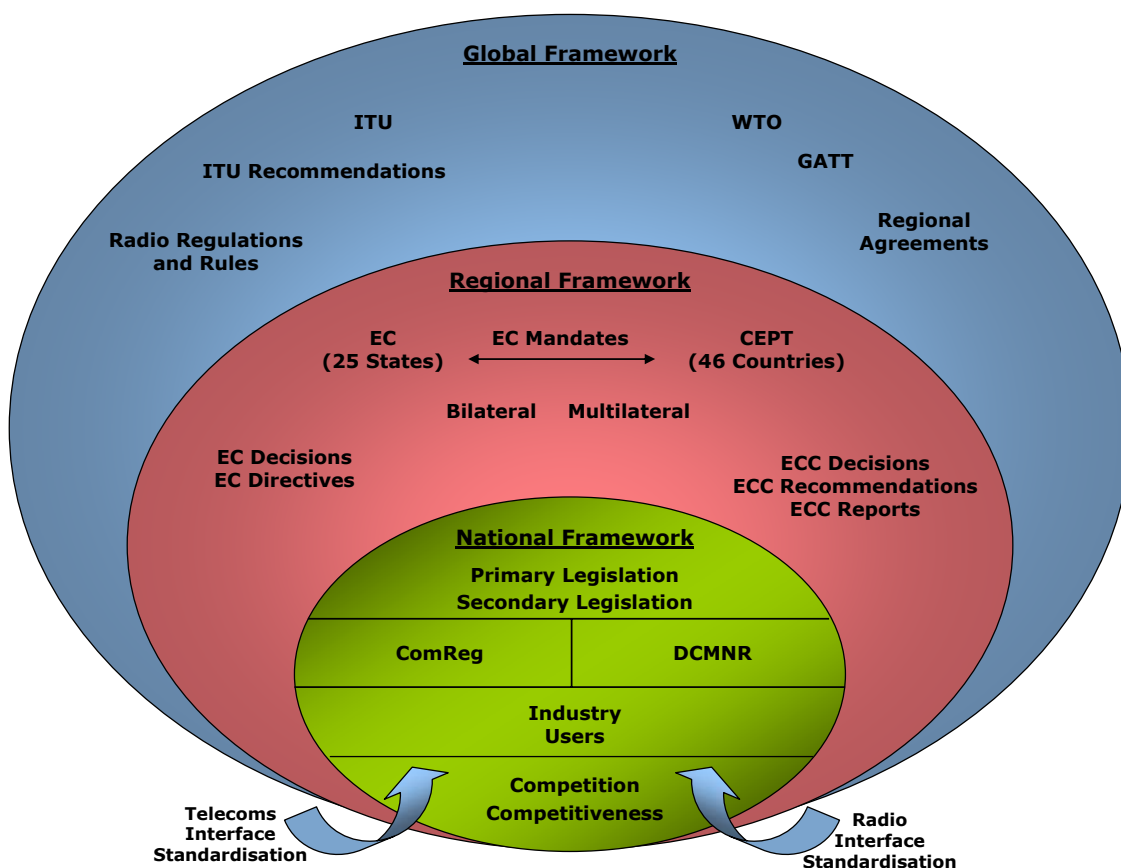 Global Framework
ITU
WTO
GATT
ITU Recommendations
Regional
Agreements
Radio Regulations
and Rules
Regional Framework
EC
(25 States)
EC Mandates
CEPT
(46 Countries)
Bilateral
Multilateral
EC Decisions
EC Directives
ECC Decisions
ECC Recommendations
ECC Reports
National Framework
Primary Legislation
Secondary Legislation
ComReg
DCMNR
Industry
Users
Competition
Competitiveness
Telecoms
Interface
Standardisation
Radio
Interface
Standardisation